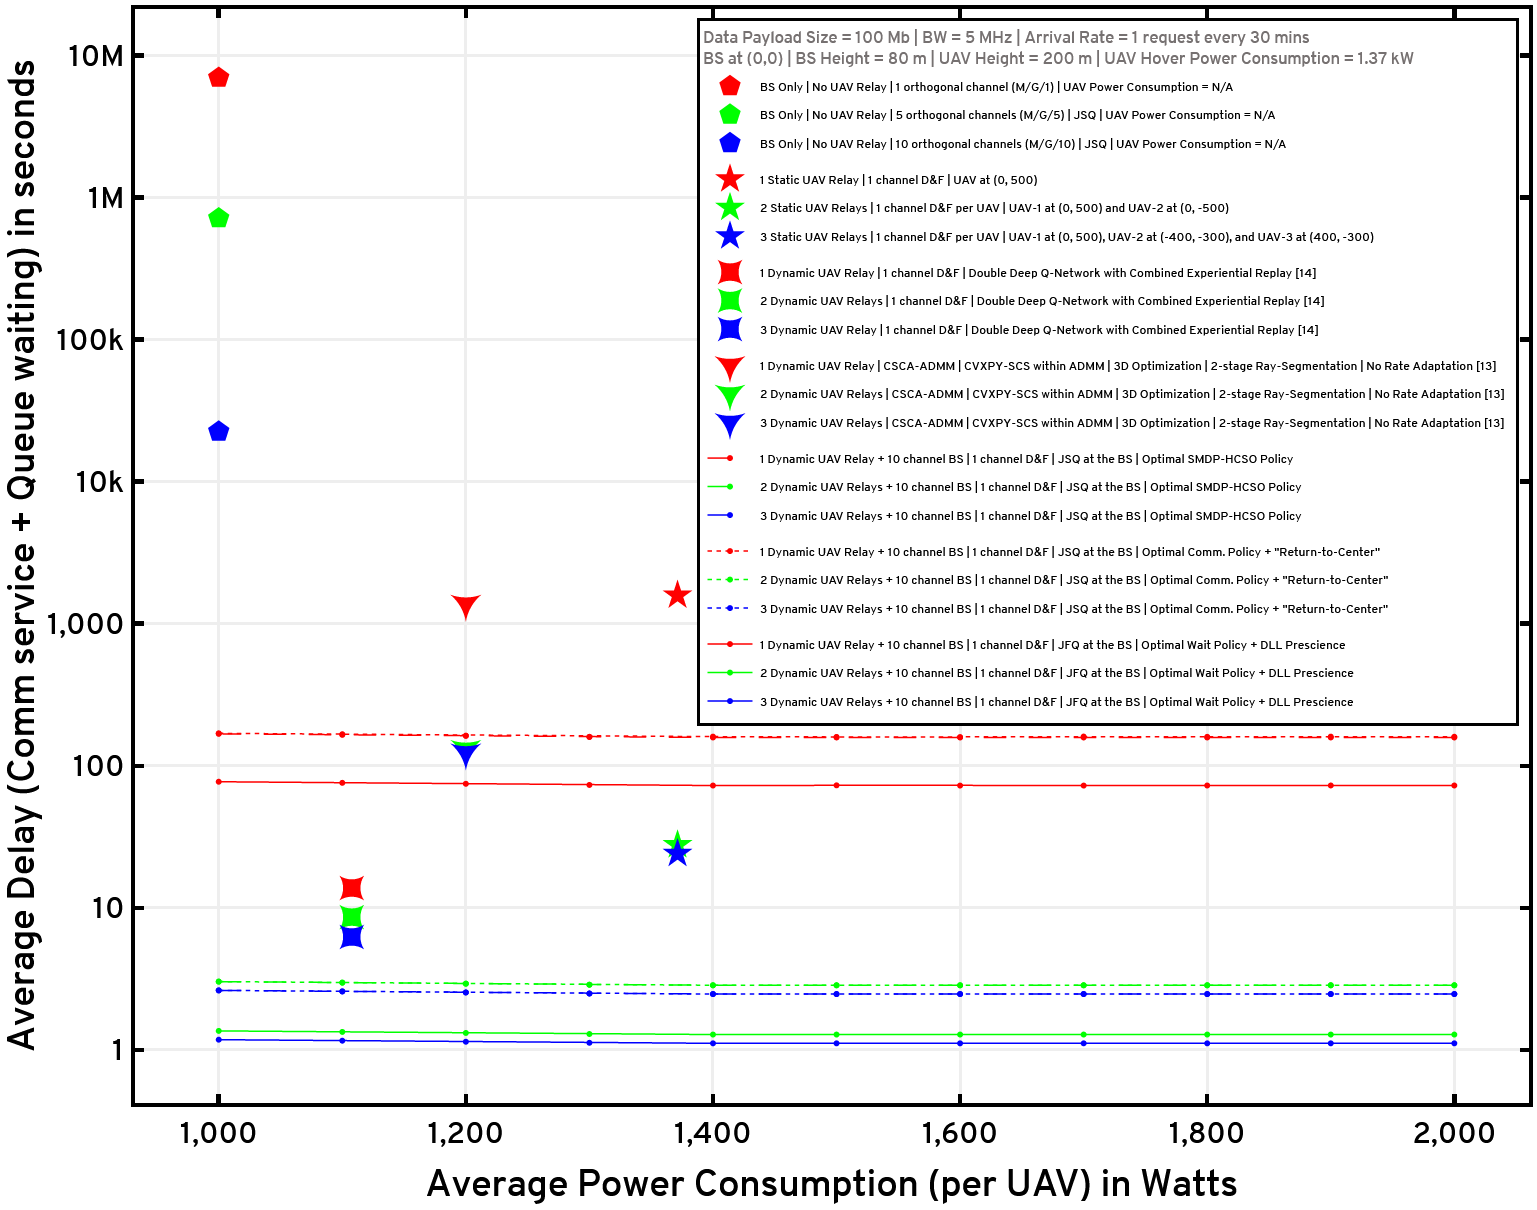 Average Delay (Comm service + Queue waiting) in seconds
10M
1M
100k
10k
1,000
100
10
1
Data Payload Size = 100 Mb | BW = 5 MHz | Arrival Rate = 1 request every 30 mins
BS at (0,0) | BS Height = 80 m | UAV Height = 200 m | UAV Hover Power Consumption = 1.37 kW
BS Only | No UAV Relay | 1 orthogonal channel (M/G/1) | UAV Power Consumption = N/A
BS Only | No UAV Relay | 5 orthogonal channels (M/G/5) | JSQ | UAV Power Consumption = N/A
BS Only | No UAV Relay | 10 orthogonal channels (M/G/10) | JSQ | UAV Power Consumption = N/A
1 Static UAV Relay | 1 channel D&F | UAV at (0, 500)
2 Static UAV Relays | 1 channel D&F per UAV | UAV-1 at (0, 500) and UAV-2 at (0, -500)
3 Static UAV Relays | 1 channel D&F per UAV | UAV-1 at (0, 500), UAV-2 at (-400, -300), and UAV-3 at (400, -300)
1 Dynamic UAV Relay | 1 channel D&F | Double Deep Q-Network with Combined Experiential Replay [14]
2 Dynamic UAV Relays | 1 channel D&F | Double Deep Q-Network with Combined Experiential Replay [14]
3 Dynamic UAV Relay | 1 channel D&F | Double Deep Q-Network with Combined Experiential Replay [14]
1 Dynamic UAV Relay | CSCA-ADMM | CVXPY-SCS within ADMM | 3D Optimization | 2-stage Ray-Segmentation | No Rate Adaptation [13]
2 Dynamic UAV Relays | CSCA-ADMM | CVXPY-SCS within ADMM | 3D Optimization | 2-stage Ray-Segmentation | No Rate Adaptation [13]
3 Dynamic UAV Relays | CSCA-ADMM | CVXPY-SCS within ADMM | 3D Optimization | 2-stage Ray-Segmentation | No Rate Adaptation [13]
1 Dynamic UAV Relay + 10 channel BS | 1 channel D&F | JSQ at the BS | Optimal SMDP-HCSO Policy
2 Dynamic UAV Relays + 10 channel BS | 1 channel D&F | JSQ at the BS | Optimal SMDP-HCSO Policy
3 Dynamic UAV Relays + 10 channel BS | 1 channel D&F | JSQ at the BS | Optimal SMDP-HCSO Policy
1 Dynamic UAV Relay + 10 channel BS | 1 channel D&F | JSQ at the BS | Optimal Comm. Policy + "Return-to-Center"
2 Dynamic UAV Relays + 10 channel BS | 1 channel D&F | JSQ at the BS | Optimal Comm. Policy + "Return-to-Center"
3 Dynamic UAV Relays + 10 channel BS | 1 channel D&F | JSQ at the BS | Optimal Comm. Policy + "Return-to-Center"
1 Dynamic UAV Relay + 10 channel BS | 1 channel D&F | JFQ at the BS | Optimal Wait Policy + DLL Prescience
2 Dynamic UAV Relays + 10 channel BS | 1 channel D&F | JFQ at the BS | Optimal Wait Policy + DLL Prescience
3 Dynamic UAV Relays + 10 channel BS | 1 channel D&F | JFQ at the BS | Optimal Wait Policy + DLL Prescience
1,000
1,200
1,400
1,600
1,800
2,000
Average Power Consumption (per UAV) in Watts